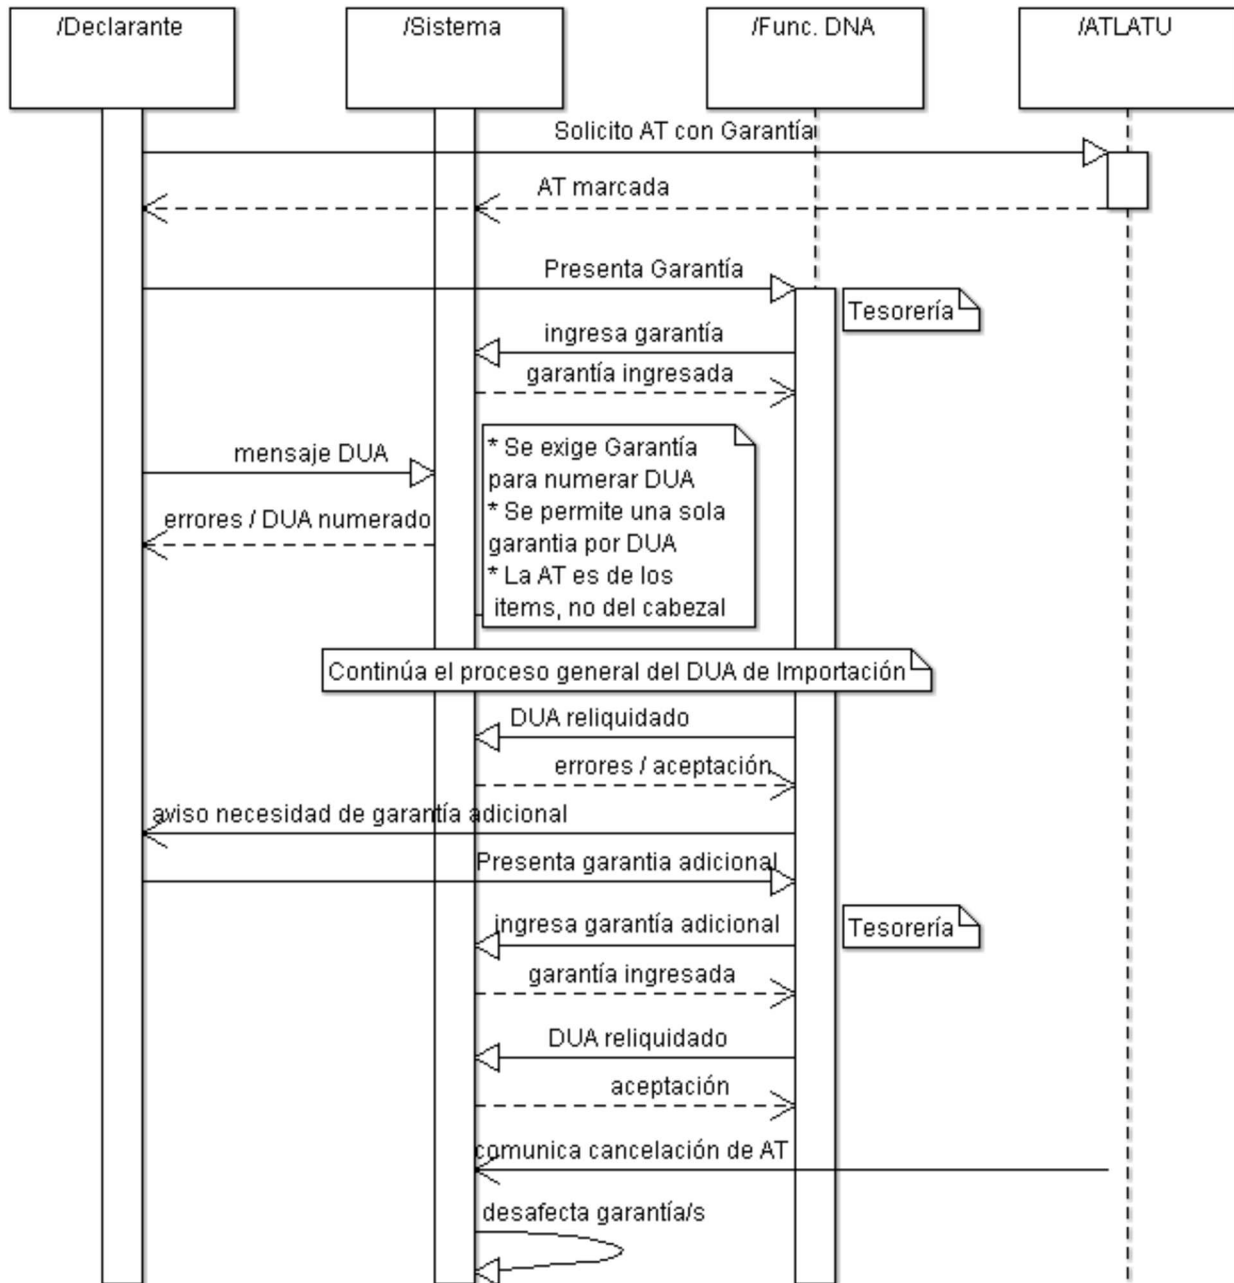 /Declarante
/Sistema
/Func. DNA
/ATLATU
Solicito AT con Garantía
AT marcada
Presenta Garantía
Tesorería
ingresa garantía
garantía ingresada
mensaje DUA
* Se exige Garantía
para numerar DUA
* Se permite una sola
garantia por DUA
* La AT es de los
items, no del cabezal
errores / DUA numerado
Continúa el proceso general del DUA de Importación
DUA reliquidado
errores / aceptación
aviso necesidad de garantía adicional
Presenta garantia adicional
ingresa garantía adicional
Tesorería
garantía ingresada
DUA reliquidado
aceptación
comunica cancelación de AT
desafecta garantía/s